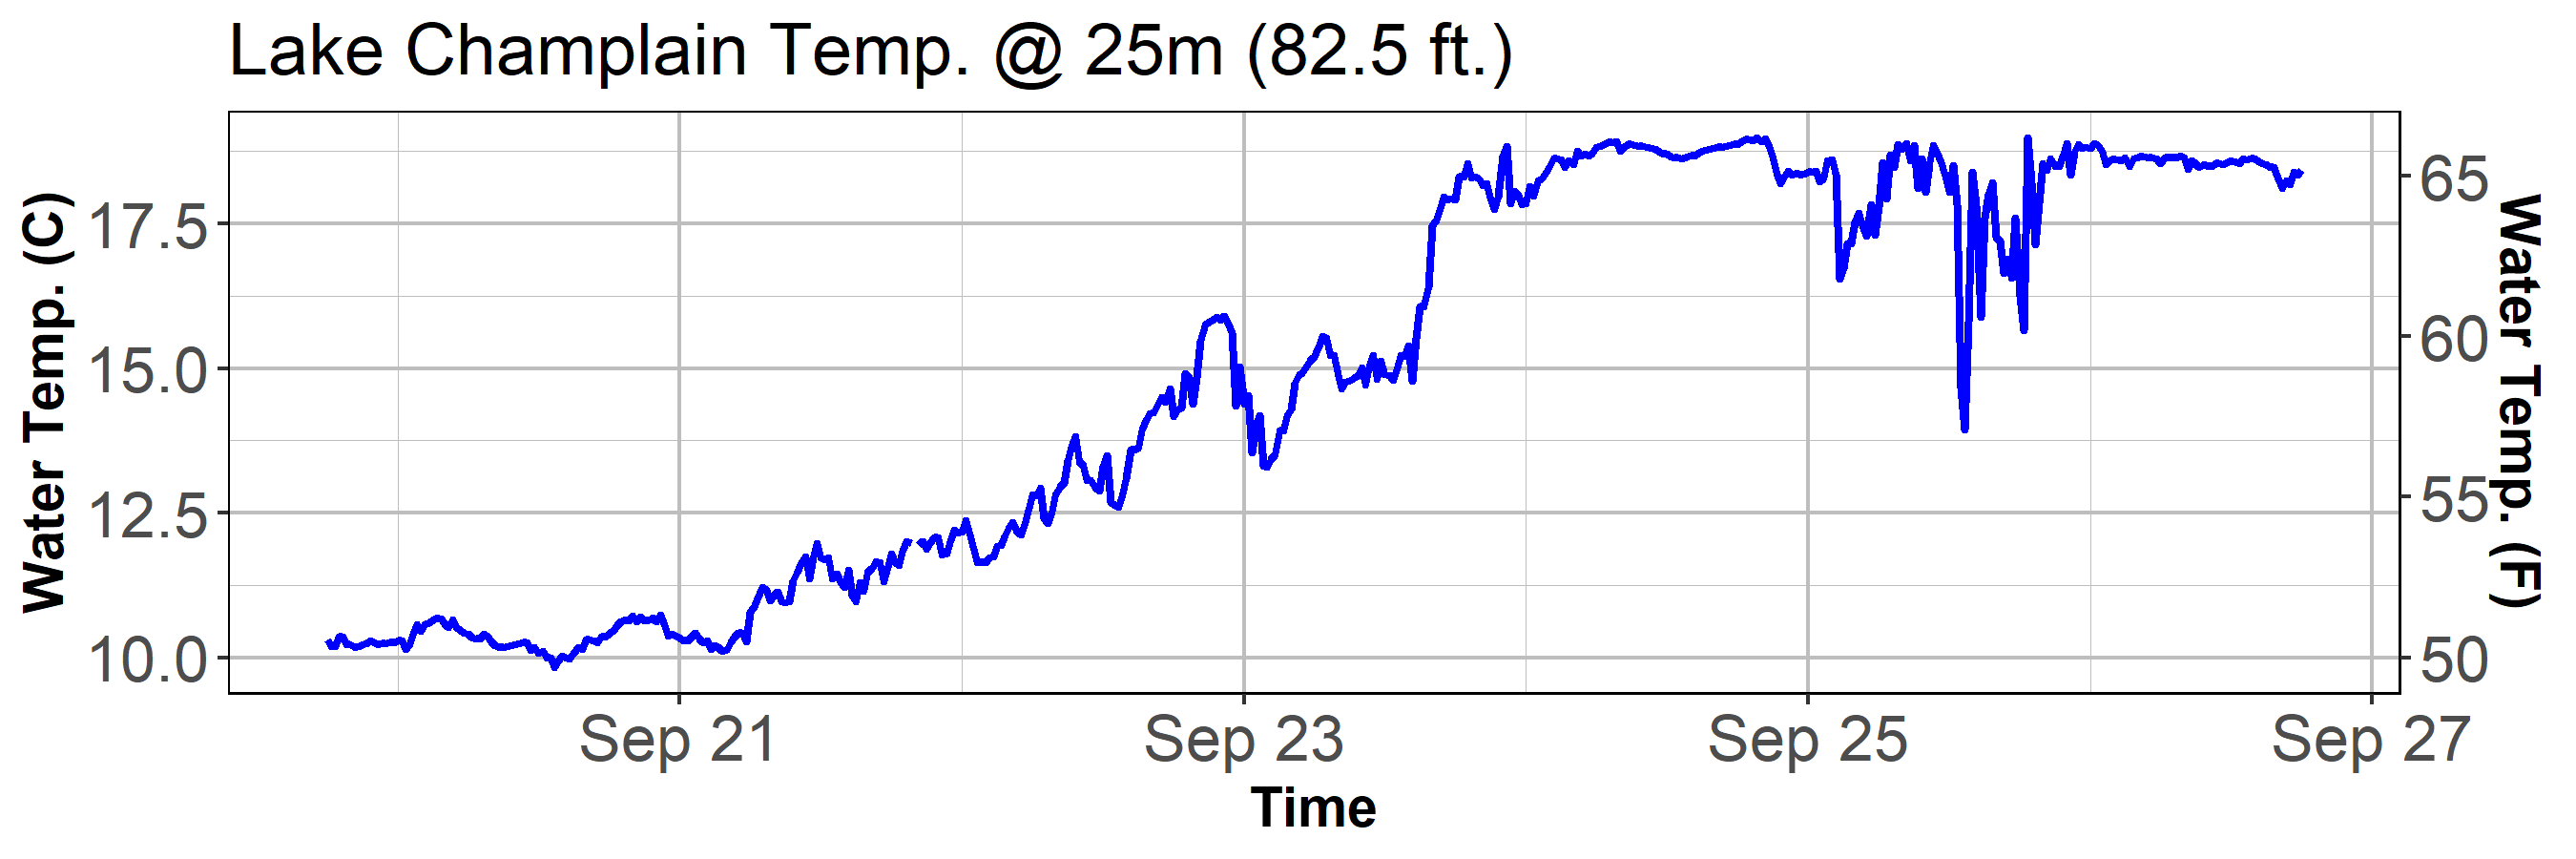 Lake Champlain Temp. @ 25m (82.5 ft.)
Water Temp. (C)
17.5
15.0
12.5
10.0
65
60
55
50
Water Temp. (F)
Sep 21
Sep 23
Sep 25
Sep 27
Time